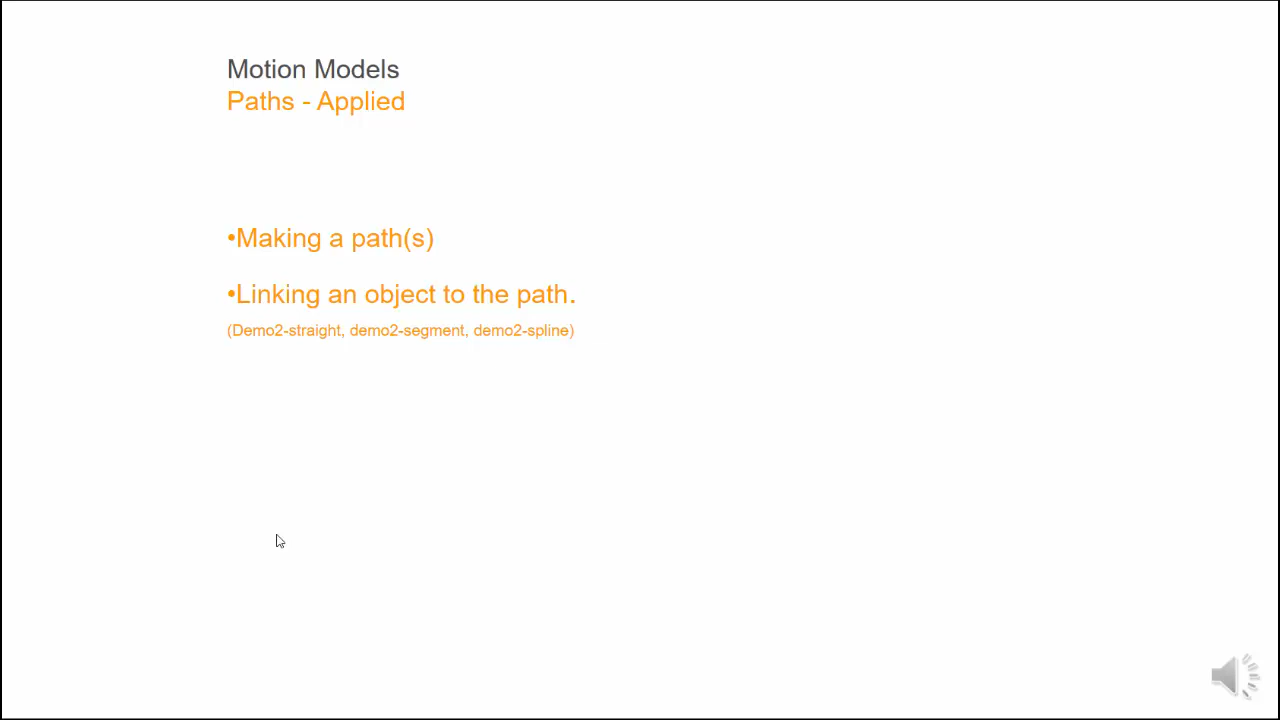 Motion Models
Paths - Applied
•Making a path(s)
•Linking an object to the path.
(Demo2-straight, demo2-segment, demo2-spline)